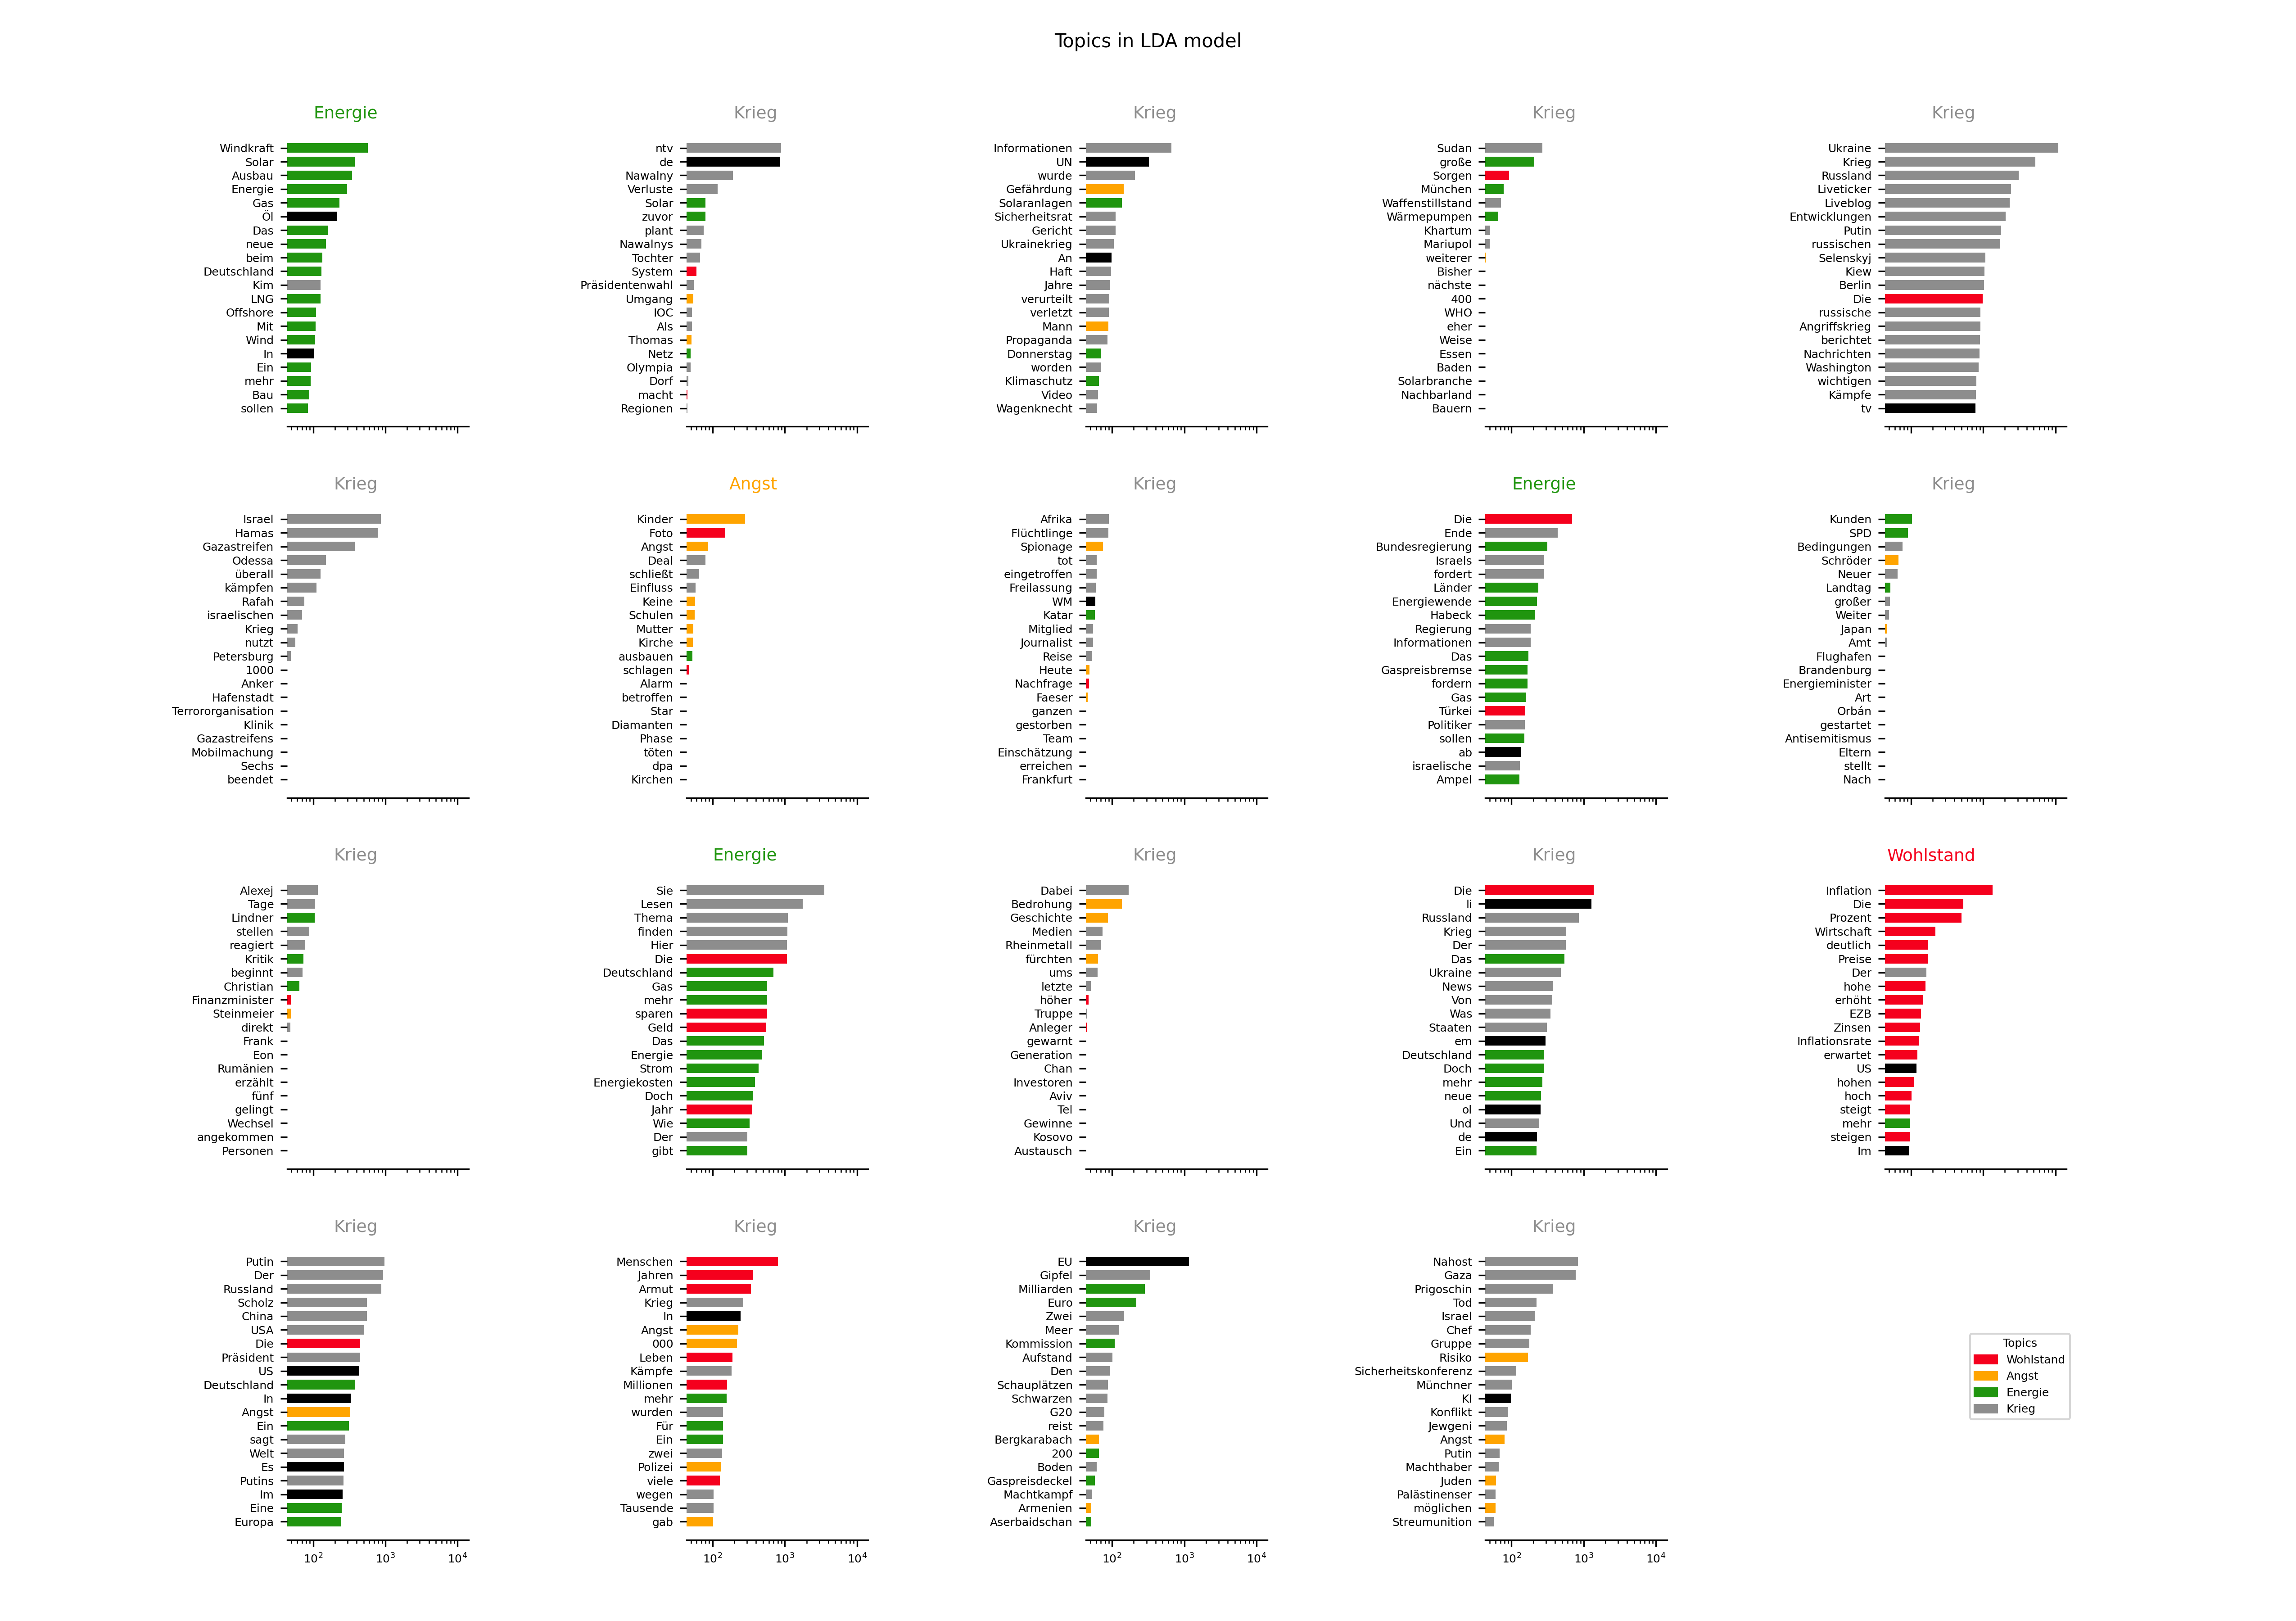 Topics in LDA model
Energie
Windkraft
Solar
Ausbau
Energie
Gas
Öl
Das
neue
beim
Deutschland
Kim
LNG
Offshore
Mit
Wind
In
Ein
mehr
Bau
sollen
Krieg
ntv
de
Nawalny
Verluste
Solar
zuvor
plant
Nawalnys
Tochter
System
Präsidentenwahl
Umgang
IOC
Als
Thomas
Netz
Olympia
Dorf
macht
Regionen
Krieg
Informationen
UN
wurde
Gefährdung
Solaranlagen
Sicherheitsrat
Gericht
Ukrainekrieg
An
Haft
Jahre
verurteilt
verletzt
Mann
Propaganda
Donnerstag
worden
Klimaschutz
Video
Wagenknecht
Krieg
Sudan
große
Sorgen
München
Waffenstillstand
Wärmepumpen
Khartum
Mariupol
weiterer
Bisher
nächste
400
WHO
eher
Weise
Essen
Baden
Solarbranche
Nachbarland
Bauern
Krieg
Ukraine
Krieg
Russland
Liveticker
Liveblog
Entwicklungen
Putin
russischen
Selenskyj
Kiew
Berlin
Die
russische
Angriffskrieg
berichtet
Nachrichten
Washington
wichtigen
Kämpfe
tv
Krieg
Israel
Hamas
Gazastreifen
Odessa
überall
kämpfen
Rafah
israelischen
Krieg
nutzt
Petersburg
1000
Anker
Hafenstadt
Terrororganisation
Klinik
Gazastreifens
Mobilmachung
Sechs
beendet
Angst
Kinder
Foto
Angst
Deal
schließt
Einfluss
Keine
Schulen
Mutter
Kirche
ausbauen
schlagen
Alarm
betroffen
Star
Diamanten
Phase
töten
dpa
Kirchen
Krieg
Afrika
Flüchtlinge
Spionage
tot
eingetroffen
Freilassung
WM
Katar
Mitglied
Journalist
Reise
Heute
Nachfrage
Faeser
ganzen
gestorben
Team
Einschätzung
erreichen
Frankfurt
Energie
Die
Ende
Bundesregierung
Israels
fordert
Länder
Energiewende
Habeck
Regierung
Informationen
Das
Gaspreisbremse
fordern
Gas
Türkei
Politiker
sollen
ab
israelische
Ampel
Krieg
Kunden
SPD
Bedingungen
Schröder
Neuer
Landtag
großer
Weiter
Japan
Amt
Flughafen
Brandenburg
Energieminister
Art
Orbán
gestartet
Antisemitismus
Eltern
stellt
Nach
Krieg
Alexej
Tage
Lindner
stellen
reagiert
Kritik
beginnt
Christian
Finanzminister
Steinmeier
direkt
Frank
Eon
Rumänien
erzählt
fünf
gelingt
Wechsel
angekommen
Personen
Energie
Sie
Lesen
Thema
finden
Hier
Die
Deutschland
Gas
mehr
sparen
Geld
Das
Energie
Strom
Energiekosten
Doch
Jahr
Wie
Der
gibt
Krieg
Dabei
Bedrohung
Geschichte
Medien
Rheinmetall
fürchten
ums
letzte
höher
Truppe
Anleger
gewarnt
Generation
Chan
Investoren
Aviv
Tel
Gewinne
Kosovo
Austausch
Krieg
Die
li
Russland
Krieg
Der
Das
Ukraine
News
Von
Was
Staaten
em
Deutschland
Doch
mehr
neue
ol
Und
de
Ein
Wohlstand
Inflation
Die
Prozent
Wirtschaft
deutlich
Preise
Der
hohe
erhöht
EZB
Zinsen
Inflationsrate
erwartet
US
hohen
hoch
steigt
mehr
steigen
Im
Krieg
Putin
Der
Russland
Scholz
China
USA
Die
Präsident
US
Deutschland
In
Angst
Ein
sagt
Welt
Es
Putins
Im
Eine
Europa
10² 10³ 10⁴
Krieg
Menschen
Jahren
Armut
Krieg
In
Angst
000
Leben
Kämpfe
Millionen
mehr
wurden
Für
Ein
zwei
Polizei
viele
wegen
Tausende
gab
10² 10³ 10⁴
Krieg
EU
Gipfel
Milliarden
Euro
Zwei
Meer
Kommission
Aufstand
Den
Schauplätzen
Schwarzen
G20
reist
Bergkarabach
200
Boden
Gaspreisdeckel
Machtkampf
Armenien
Aserbaidschan
10² 10³ 10⁴
Krieg
Nahost
Gaza
Prigoschin
Tod
Israel
Chef
Gruppe
Risiko
Sicherheitskonferenz
Münchner
KI
Konflikt
Jewgeni
Angst
Putin
Machthaber
Juden
Palästinenser
möglichen
Streumunition
10² 10³ 10⁴
Topics
Wohlstand
Angst
Energie
Krieg